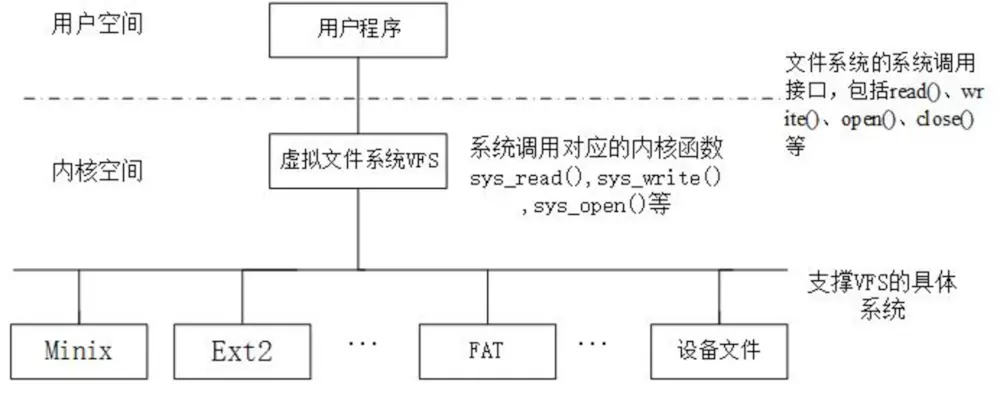 用户空间
用户程序
文件系统的系统调用
接口，包括read()、wr
ite()、open()、close()
等
内核空间
虚拟文件系统VFS
系统调用对应的内核函数
sys_read(),sys_write()
,sys_open()等
支撑VFS的具体
系统
Minix
Ext2
...
FAT
...
设备文件